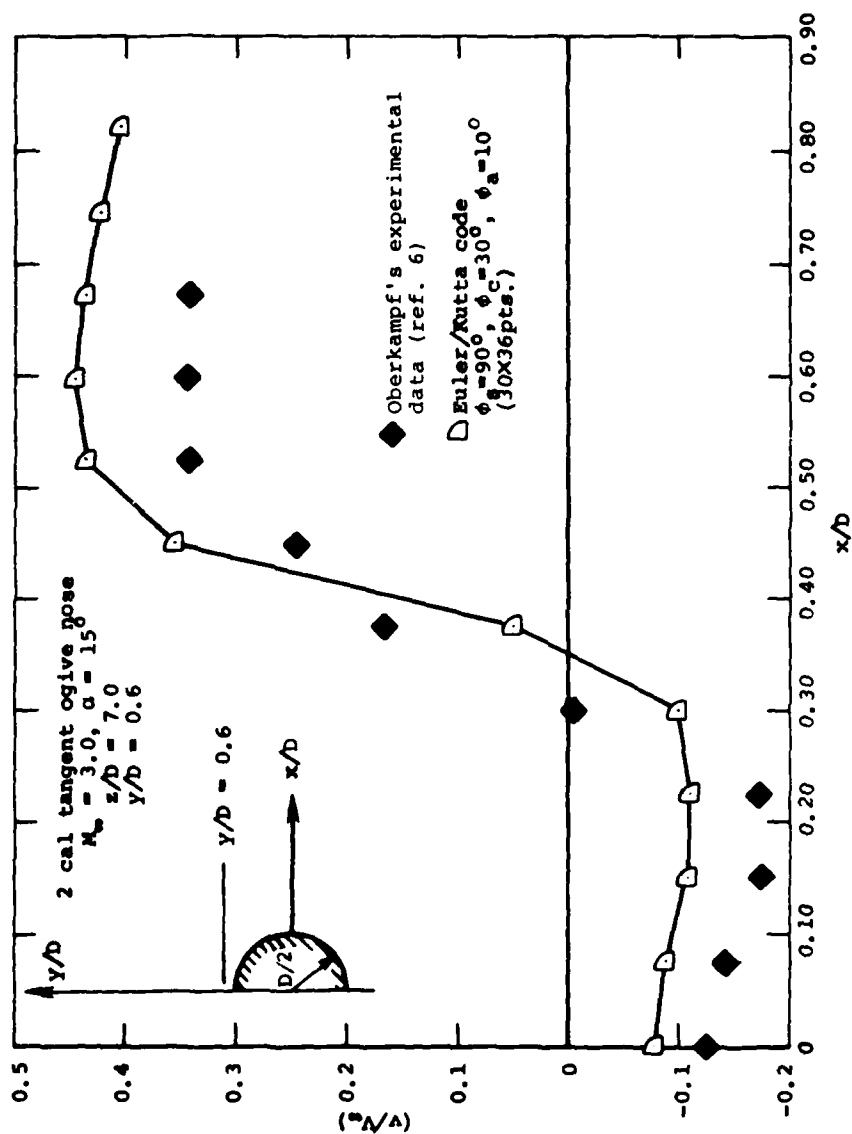 2 cal tangent ogive nose
M∞ = 3.0, α = 15°
z/D = 7.0
y/D = 0.6
y/D
y/D = 0.6
x/D
D/2
Oberkampf's experimental
data (ref. 6)
Euler/Kutta code
φs=90°, φc=30°, φa=10°
(30X36pts.)
(v/V∞)
0.5
0.4
0.3
0.2
0.1
0
-0.1
-0.2
0
0.10
0.20
0.30
0.40
0.50
0.60
0.70
0.80
0.90
x/D